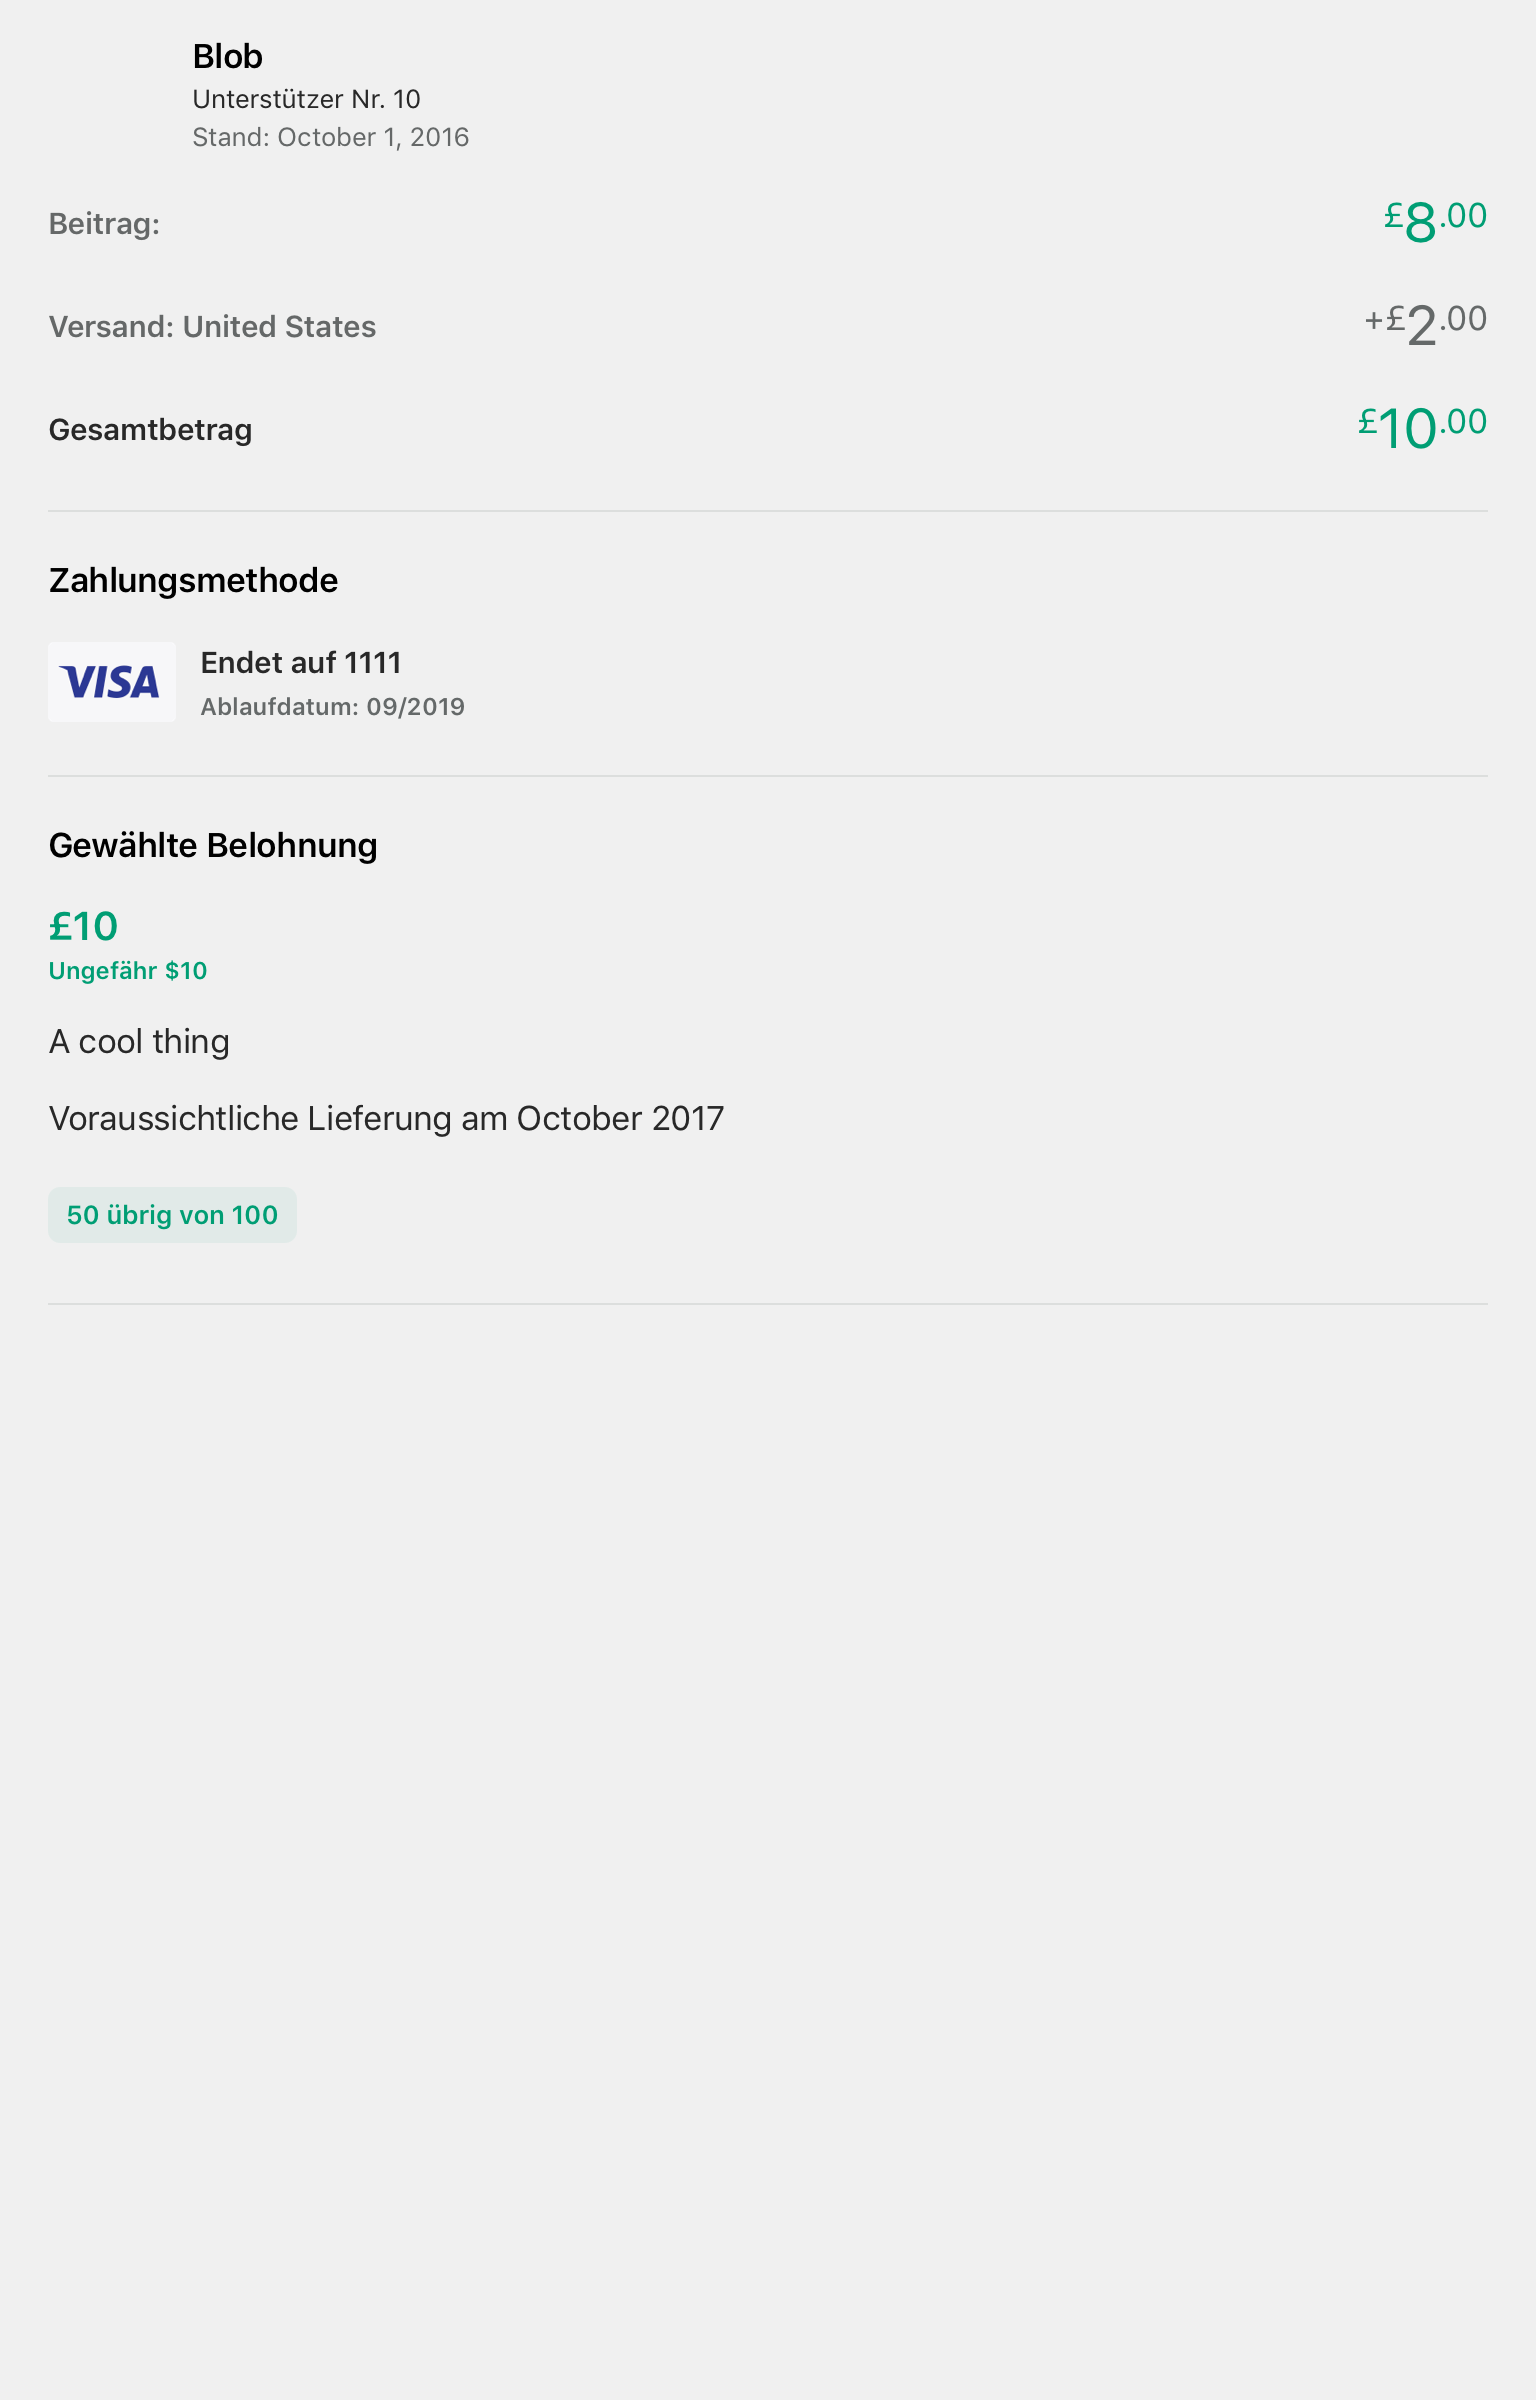 Blob
Unterstützer Nr. 10
Stand: October 1, 2016
Beitrag: £8.00
Versand: United States +£2.00
Gesamtbetrag £10.00
Zahlungsmethode
VISA
Endet auf 1111
Ablaufdatum: 09/2019
Gewählte Belohnung
£10
Ungefähr $10
A cool thing
Voraussichtliche Lieferung am October 2017
50 übrig von 100